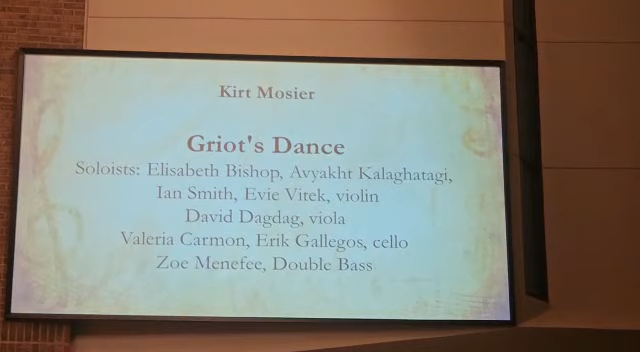 Kirt Mosier
Griot's Dance
Soloists: Elisabeth Bishop, Avyakht Kalaghatagi,
Ian Smith, Evie Vitek, violin
David Dagdag, viola
Valeria Carmon, Erik Gallegos, cello
Zoe Menefee, Double Bass